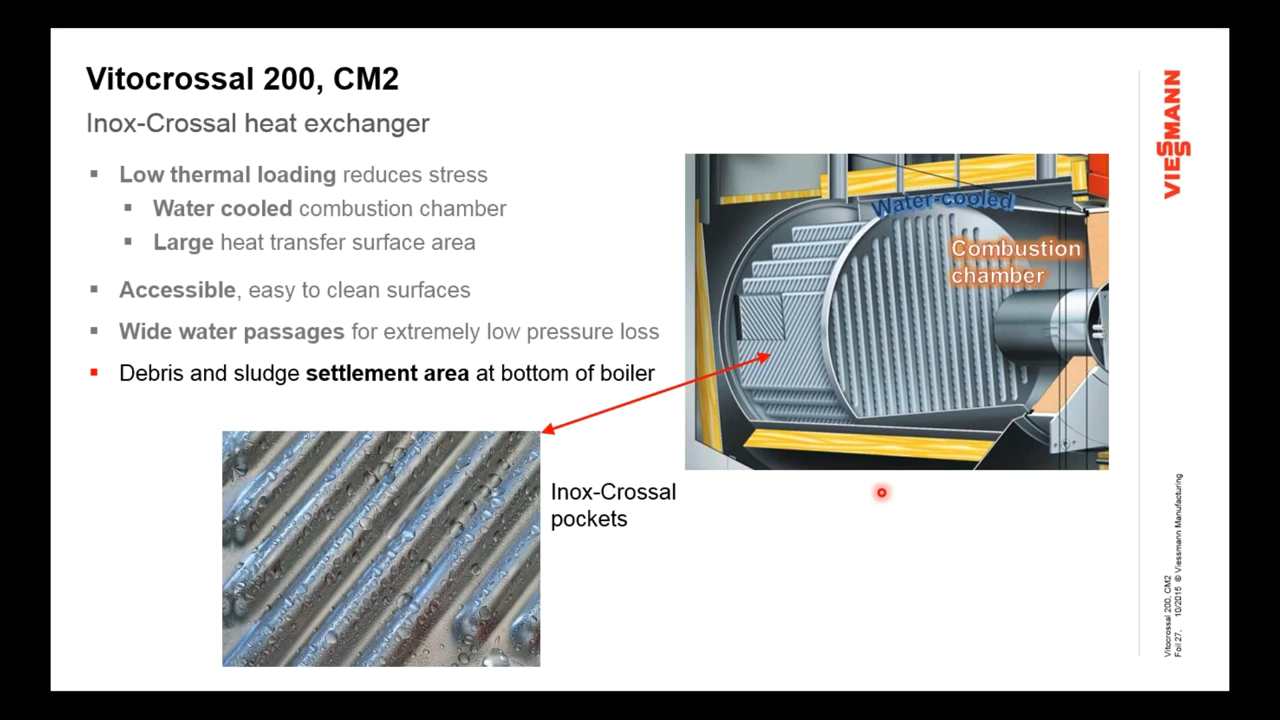 Vitocrossal 200, CM2
Inox-Crossal heat exchanger
▪ Low thermal loading reduces stress
▪ Water cooled combustion chamber
▪ Large heat transfer surface area
▪ Accessible, easy to clean surfaces
▪ Wide water passages for extremely low pressure loss
▪ Debris and sludge settlement area at bottom of boiler
Water-cooled
Combustion
chamber
Inox-Crossal
pockets
VIESSMANN
Vitocrossal 200, CM2
Foil 27, 10/2015 © Viessmann Manufacturing